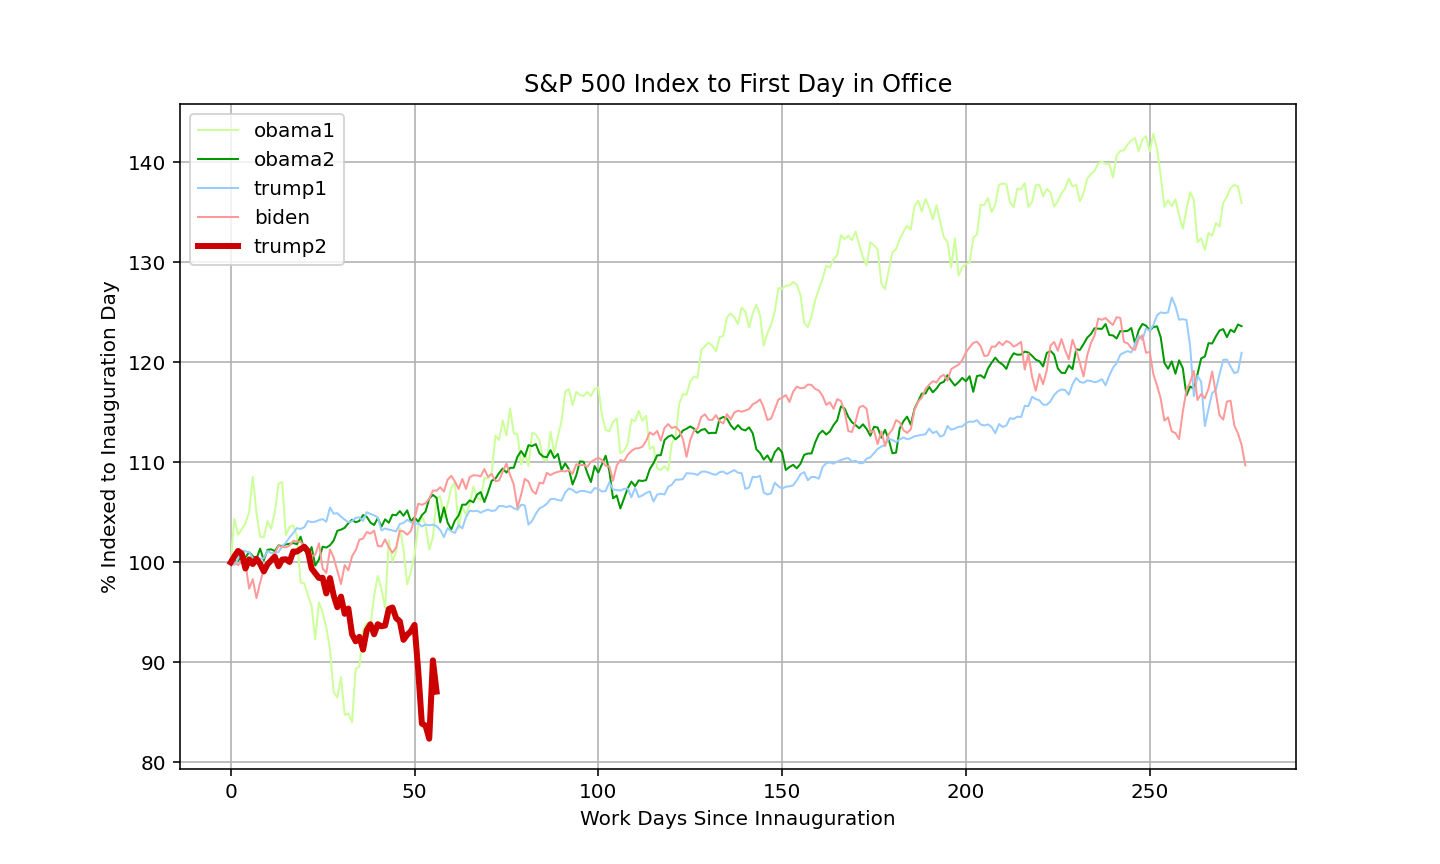 S&P 500 Index to First Day in Office
obama1
obama2
trump1
biden
trump2
% Indexed to Inauguration Day
140
130
120
110
100
90
80
0 50 100 150 200 250
Work Days Since Innauguration